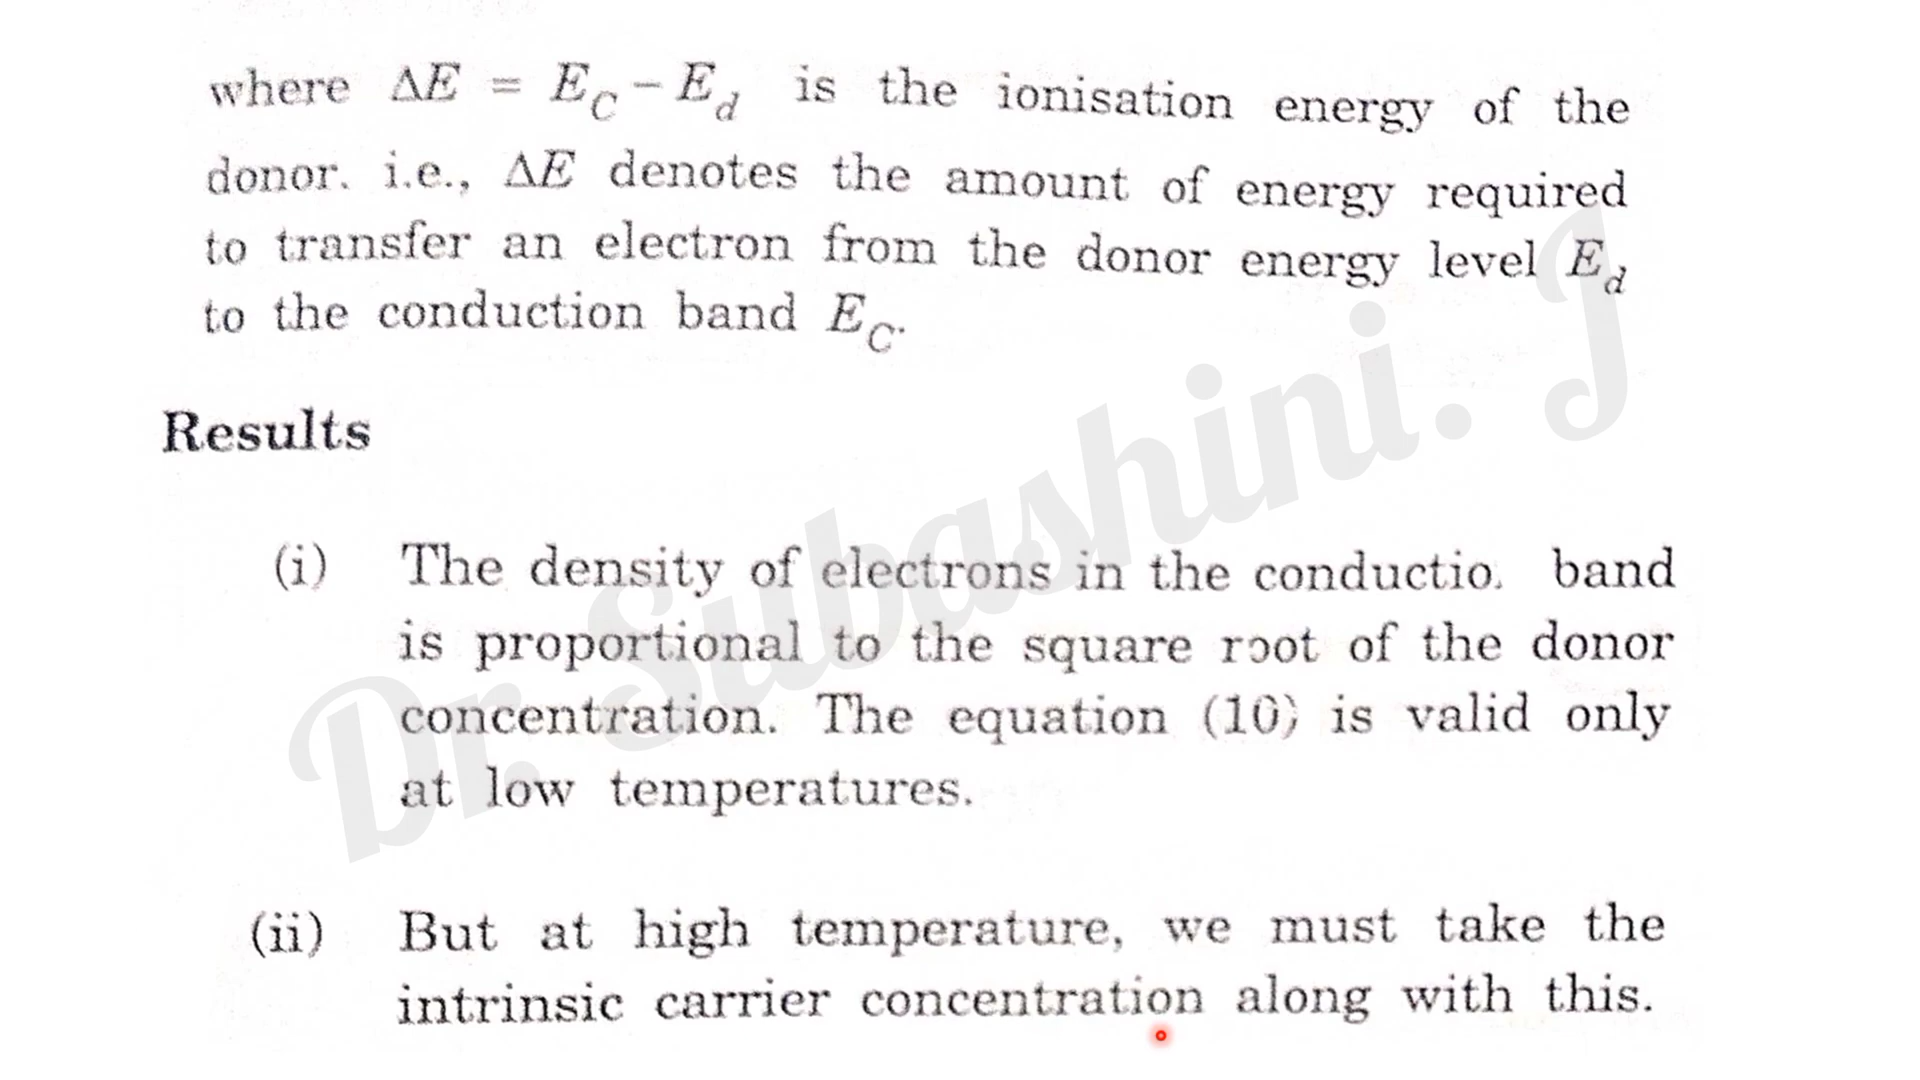 where ΔE = E_C − E_d is the ionisation energy of the
donor. i.e., ΔE denotes the amount of energy required
to transfer an electron from the donor energy level E_d
to the conduction band E_C.
Results
(i) The density of electrons in the conductio. band
is proportional to the square root of the donor
concentration. The equation (10) is valid only
at low temperatures.
(ii) But at high temperature, we must take the
intrinsic carrier concentration along with this.
Dr. Subashini. J